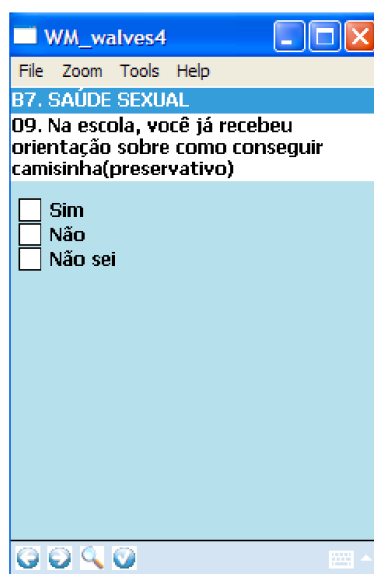 WM_walves4
File Zoom Tools Help
B7. SAÚDE SEXUAL
09. Na escola, você já recebeu
orientação sobre como conseguir
camisinha(preservativo)
Sim
Não
Não sei